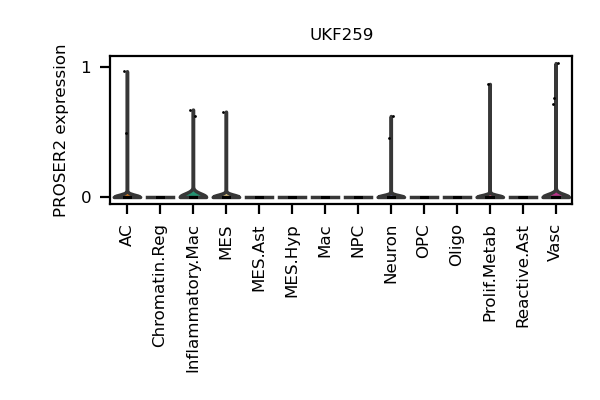 UKF259
PROSER2 expression
1
0
AC
Chromatin.Reg
Inflammatory.Mac
MES
MES.Ast
MES.Hyp
Mac
NPC
Neuron
OPC
Oligo
Prolif.Metab
Reactive.Ast
Vasc